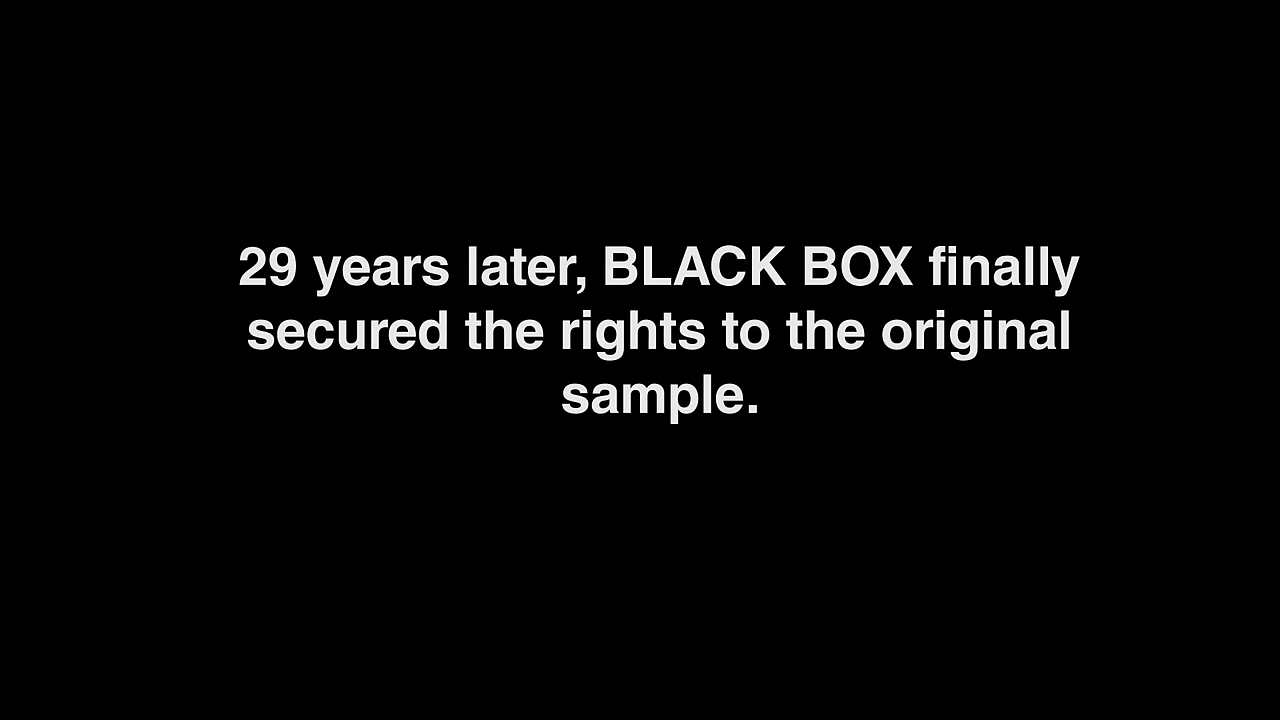 29 years later, BLACK BOX finally
secured the rights to the original
sample.